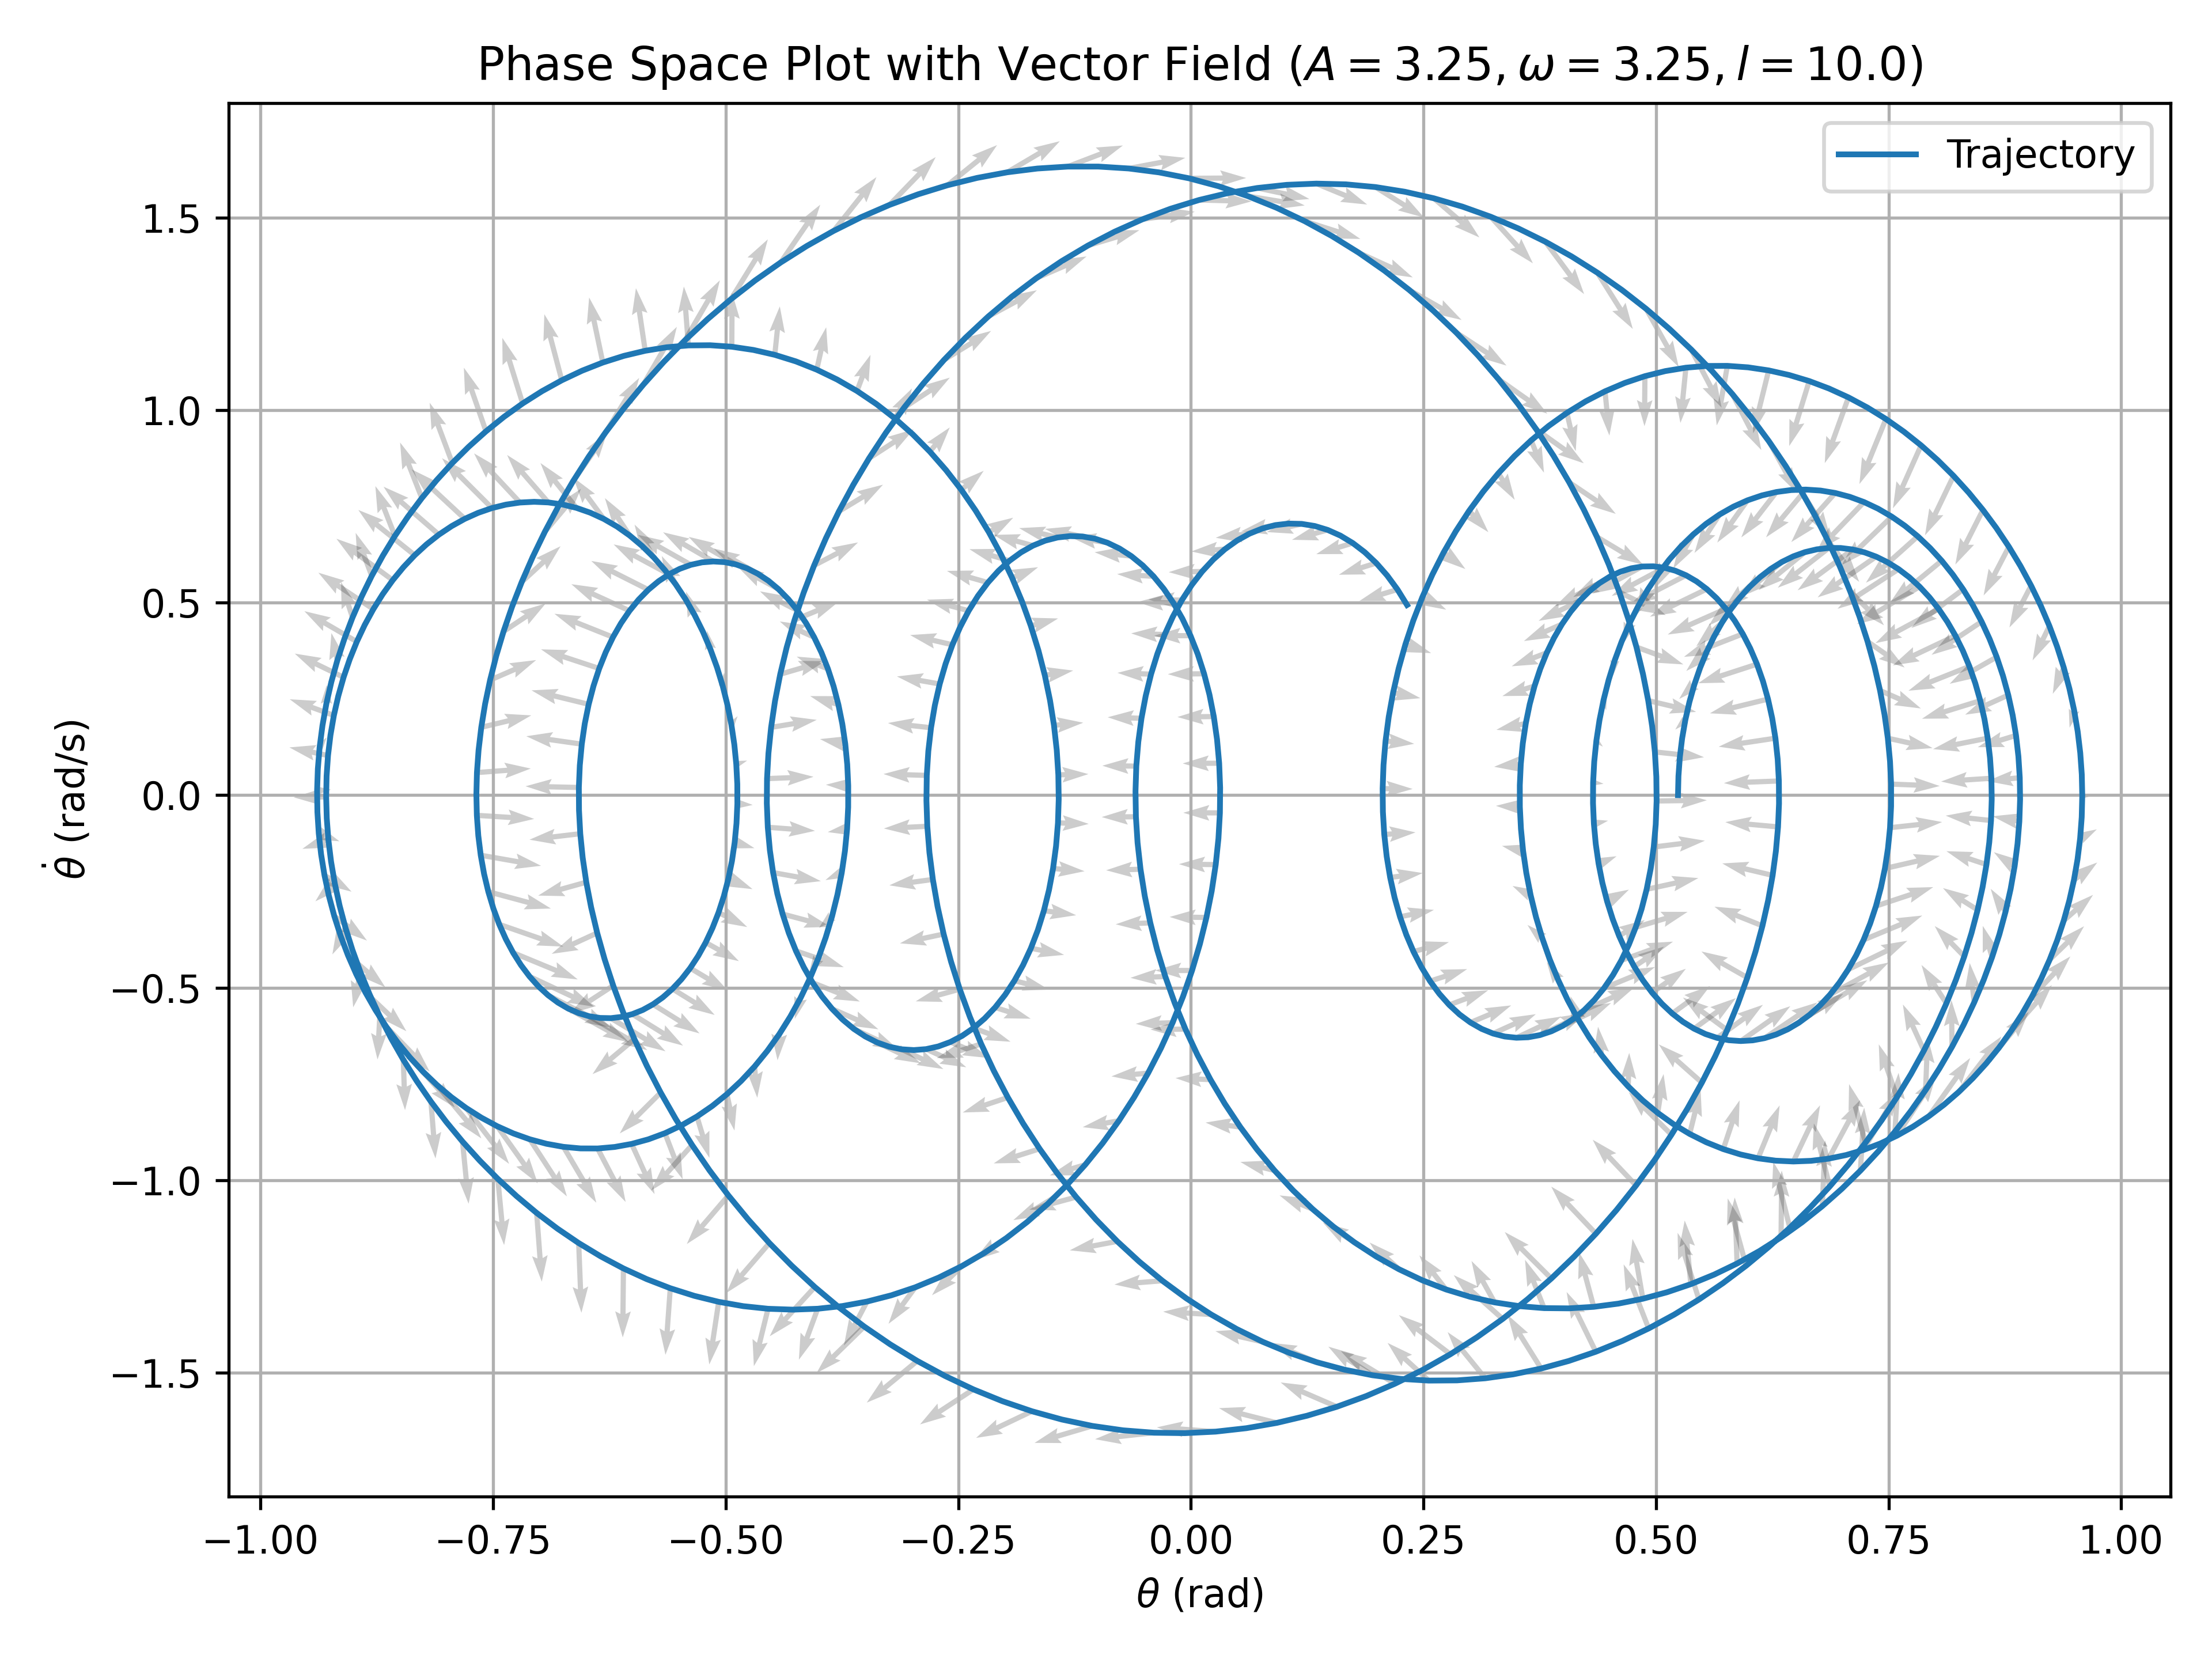 Phase Space Plot with Vector Field (A = 3.25, ω = 3.25, l = 10.0)
Trajectory
1.5
1.0
0.5
0.0
−0.5
−1.0
−1.5
θ̇ (rad/s)
−1.00 −0.75 −0.50 −0.25 0.00 0.25 0.50 0.75 1.00
θ (rad)